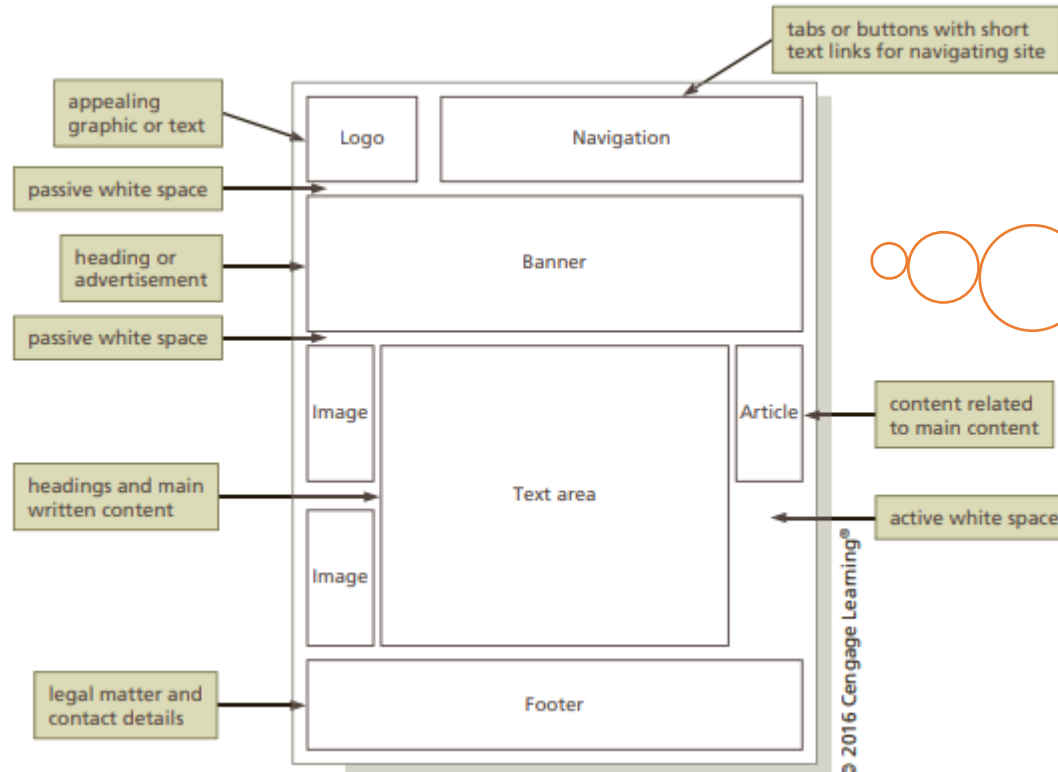 tabs or buttons with short
text links for navigating site
appealing
graphic or text
Logo
Navigation
passive white space
heading or
advertisement
Banner
passive white space
Image
Article
content related
to main content
headings and main
written content
Text area
active white space
Image
legal matter and
contact details
Footer
© 2016 Cengage Learning®